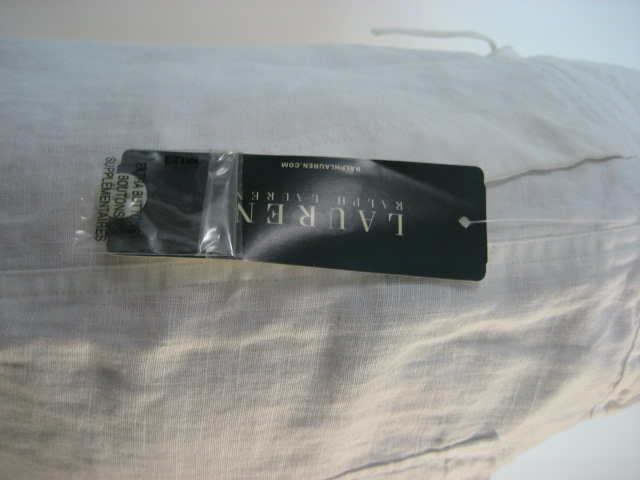 LAUREN
RALPH LAUREN
RALPHLAUREN.COM
EXTRA BUTTONS
BOUTONS
SUPPLEMENTAIRES